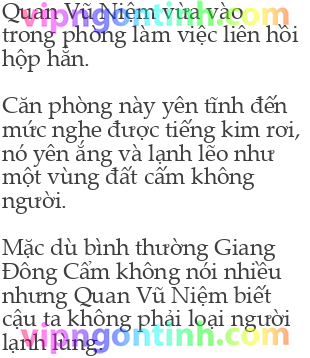 Quan Vũ Niệm vừa vào
vipngontinh.com
trong phòng làm việc liền hồi
hộp hẳn.
Căn phòng này yên tĩnh đến
mức nghe được tiếng kim rơi,
nó yên ắng và lạnh lẽo như
một vùng đất cấm không
người.
Mặc dù bình thường Giang
Đông Cẩm không nói nhiều
nhưng Quan Vũ Niệm biết
cậu ta không phải loại người
lạnh lùng.
vipngontinh.com